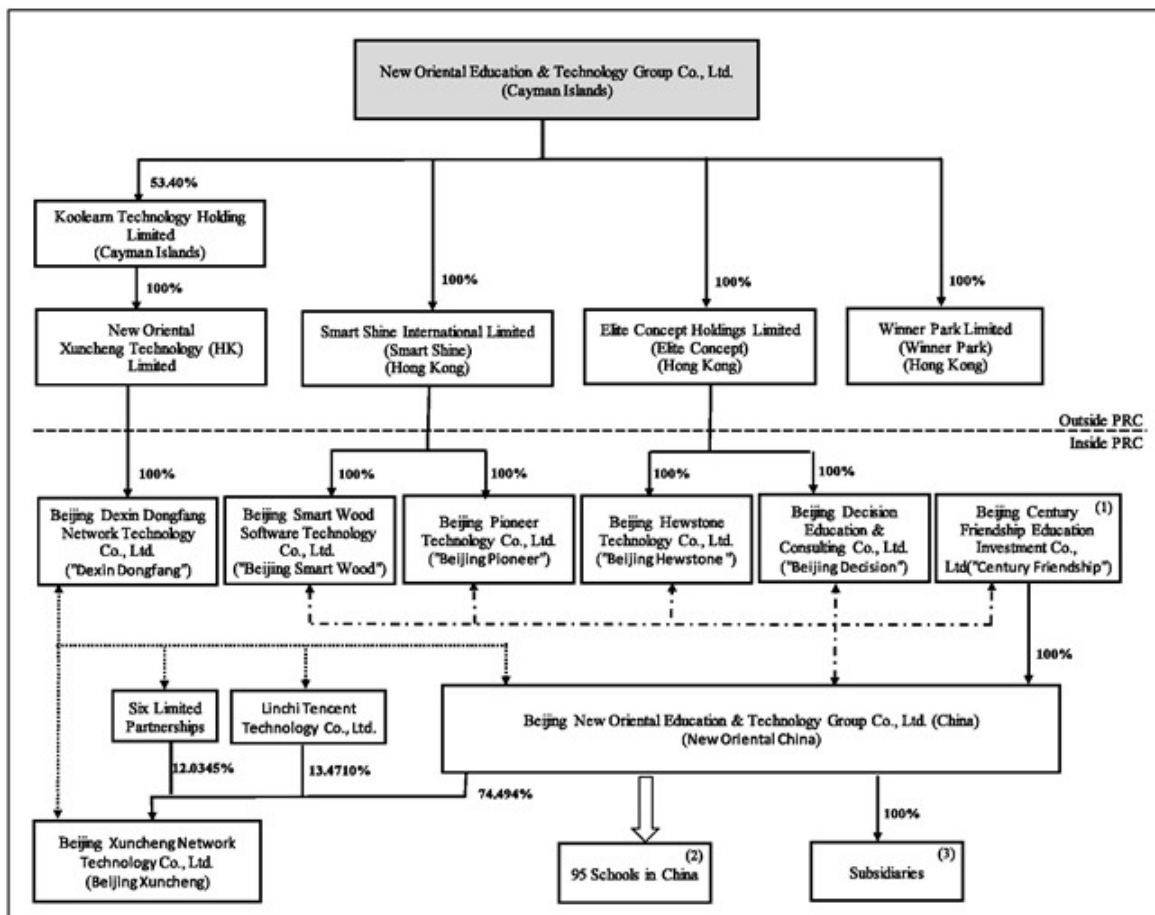 New Oriental Education & Technology Group Co., Ltd.
(Cayman Islands)
53.40%
Koolearn Technology Holding
Limited
(Cayman Islands)
100%
100%
100%
100%
New Oriental
Xuncheng Technology (HK)
Limited
Smart Shine International Limited
(Smart Shine)
(Hong Kong)
Elite Concept Holdings Limited
(Elite Concept)
(Hong Kong)
Winner Park Limited
(Winner Park)
(Hong Kong)
Outside PRC
Inside PRC
100%
100%
100%
100%
100%
Beijing Dexin Dongfang
Network Technology
Co., Ltd.
("Dexin Dongfang")
Beijing Smart Wood
Software Technology
Co., Ltd.
("Beijing Smart Wood")
Beijing Pioneer
Technology Co., Ltd.
("Beijing Pioneer")
Beijing Hewstone
Technology Co., Ltd.
("Beijing Hewstone")
Beijing Decision
Education &
Consulting Co., Ltd.
("Beijing Decision")
(1)
Beijing Century
Friendship Education
Investment Co.,
Ltd("Century Friendship")
100%
Six Limited
Partnerships
Linchi Tencent
Technology Co., Ltd.
Beijing New Oriental Education & Technology Group Co., Ltd. (China)
(New Oriental China)
12.0345%
13.4710%
74.494%
100%
Beijing Xuncheng Network
Technology Co., Ltd.
(Beijing Xuncheng)
(2)
95 Schools in China
(3)
Subsidiaries